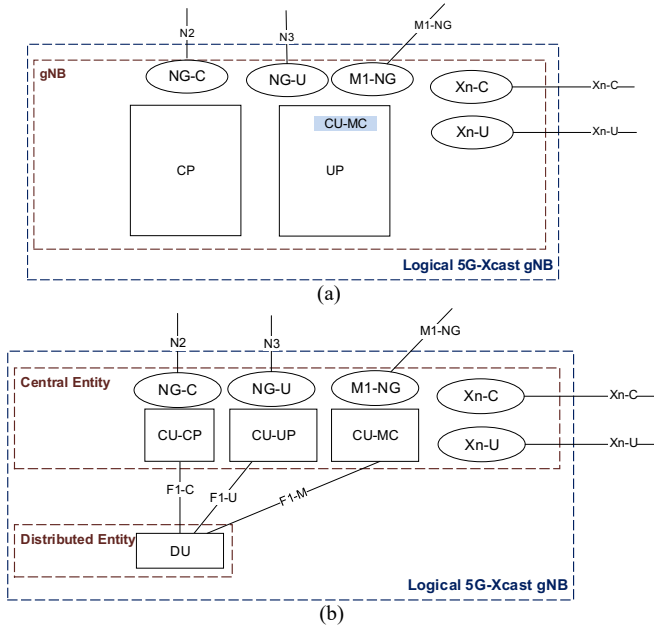 N2
N3
M1-NG
gNB
NG-C
NG-U
M1-NG
Xn-C
Xn-C
CU-MC
Xn-U
Xn-U
CP
UP
Logical 5G-Xcast gNB
(a)
N2
N3
M1-NG
Central Entity
NG-C
NG-U
M1-NG
Xn-C
Xn-C
CU-CP
CU-UP
CU-MC
Xn-U
Xn-U
F1-C
F1-U
F1-M
Distributed Entity
DU
Logical 5G-Xcast gNB
(b)